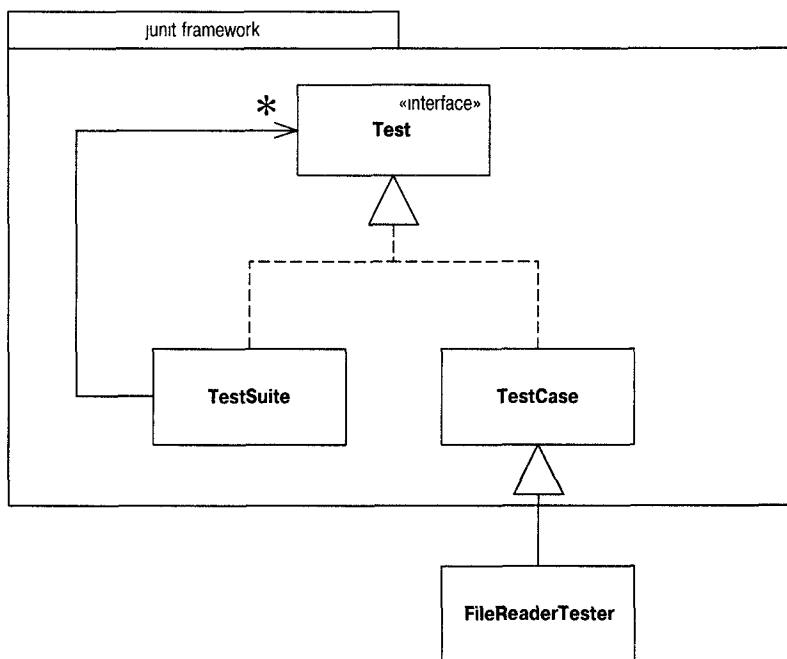 junit framework
*
«interface»
Test
TestSuite
TestCase
FileReaderTester